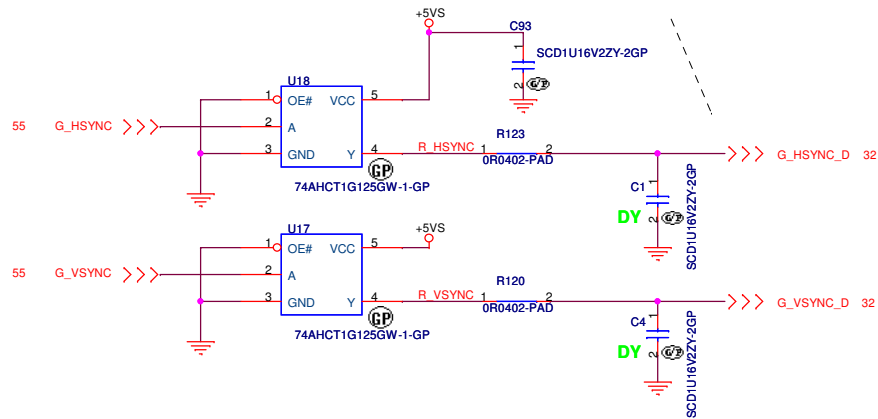 +5VS
C93
1
SCD1U16V2ZY-2GP
2
G/P
U18
1
OE#
VCC
5
55
G_HSYNC
2
A
3
GND
Y
4
R_HSYNC
GP
74AHCT1G125GW-1-GP
R123
1
2
0R0402-PAD
G_HSYNC_D
32
C1
1
2
DY
G/P
SCD1U16V2ZY-2GP
U17
1
OE#
VCC
5
+5VS
55
G_VSYNC
2
A
3
GND
Y
4
R_VSYNC
GP
74AHCT1G125GW-1-GP
R120
1
2
0R0402-PAD
G_VSYNC_D
32
C4
1
2
DY
G/P
SCD1U16V2ZY-2GP